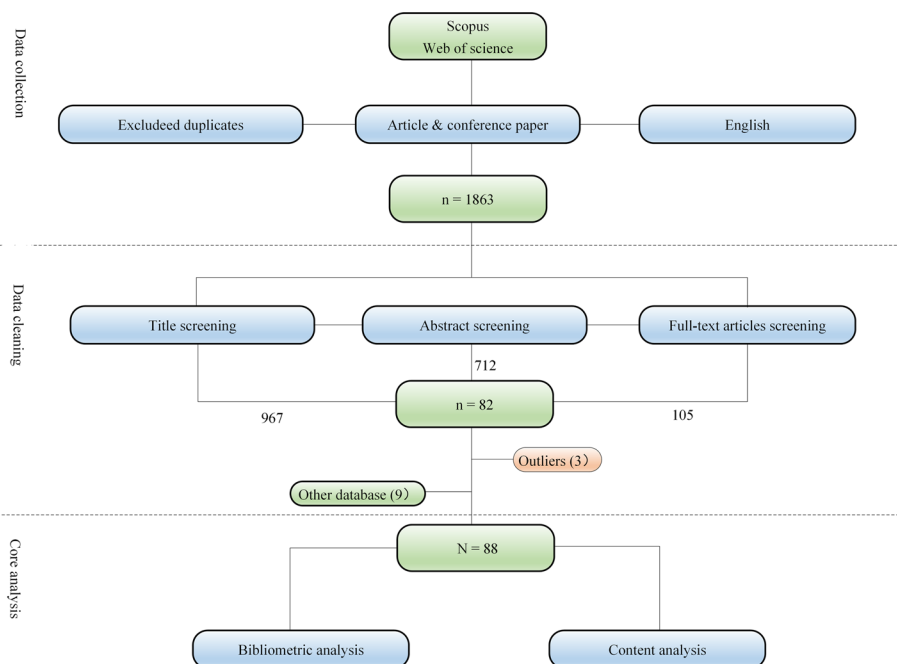 Data collection
Scopus
Web of science
Excludeed duplicates
Article & conference paper
English
n = 1863
Data cleaning
Title screening
Abstract screening
Full-text articles screening
712
967
n = 82
105
Outliers (3）
Other database (9）
Core analysis
N = 88
Bibliometric analysis
Content analysis